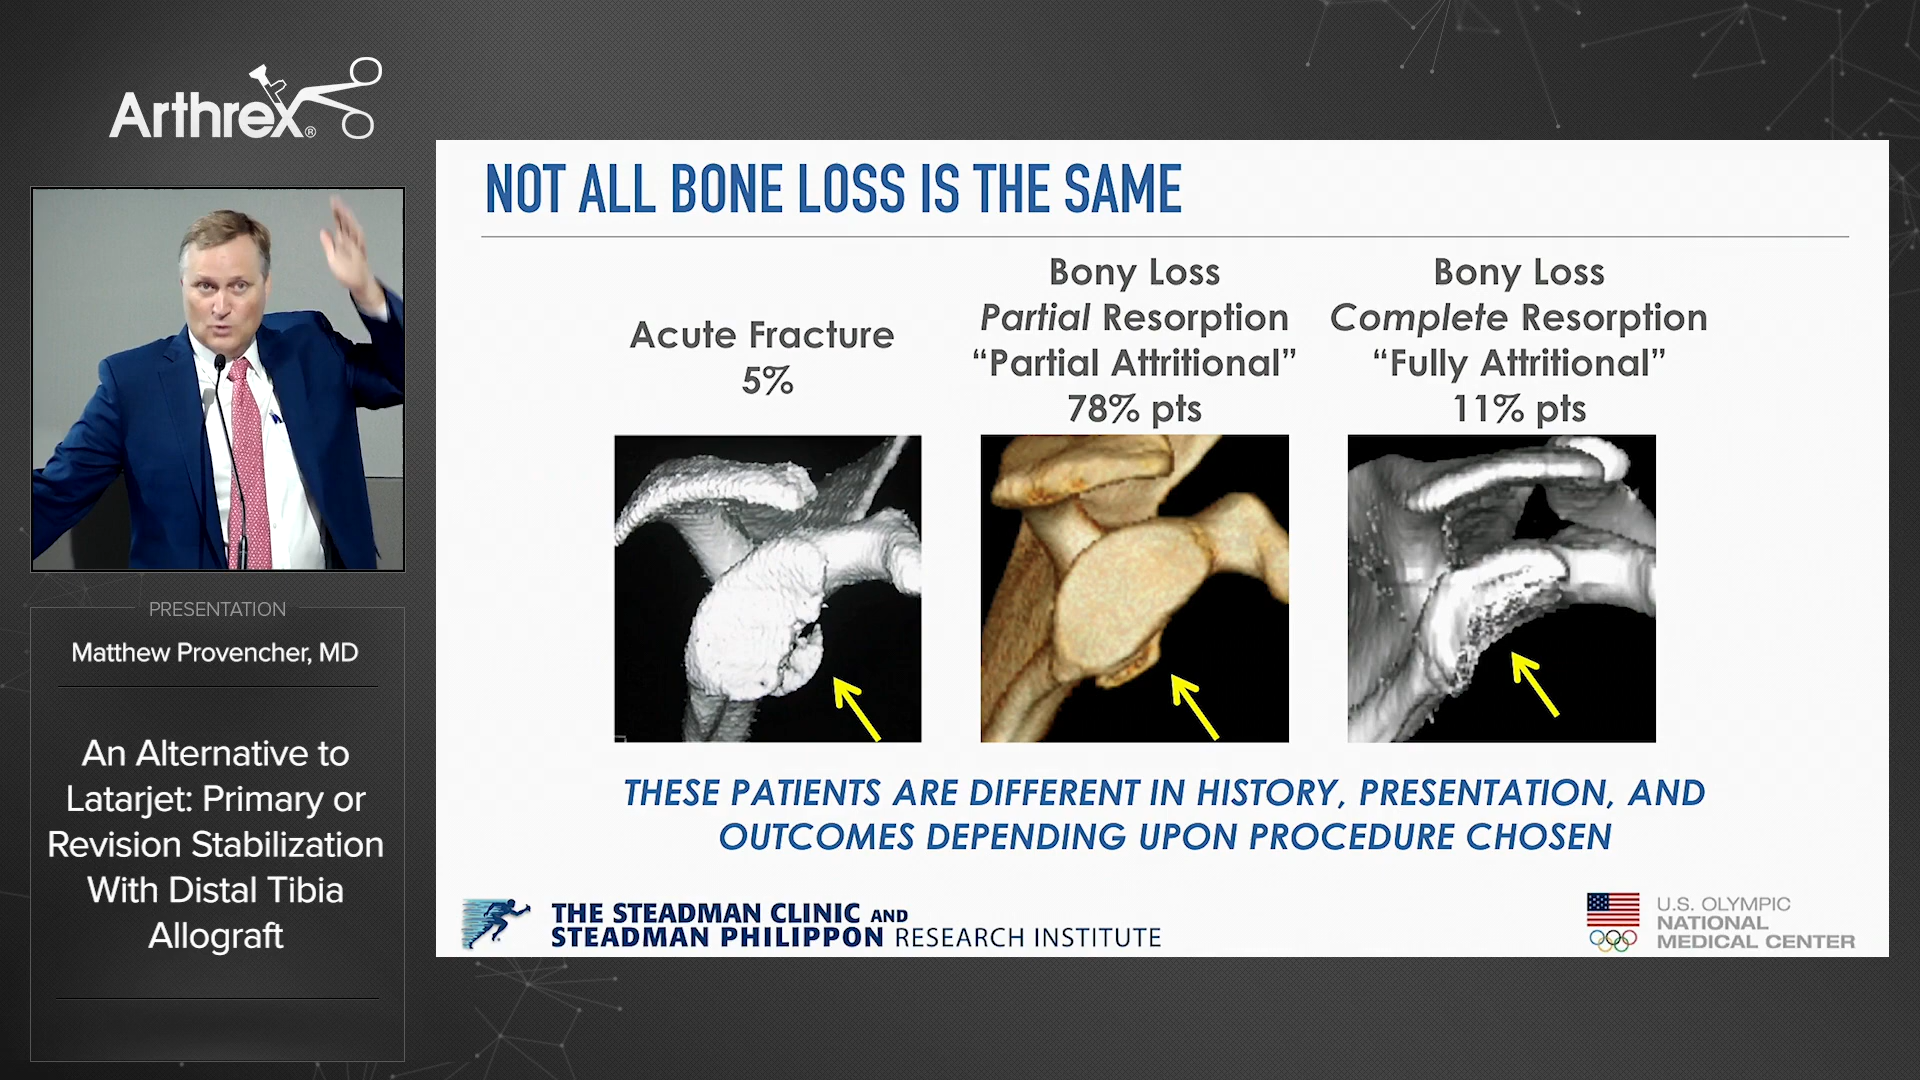 Arthrex®
PRESENTATION
Matthew Provencher, MD
An Alternative to
Latarjet: Primary or
Revision Stabilization
With Distal Tibia
Allograft
NOT ALL BONE LOSS IS THE SAME
Acute Fracture
5%
Bony Loss
Partial Resorption
“Partial Attritional”
78% pts
Bony Loss
Complete Resorption
“Fully Attritional”
11% pts
THESE PATIENTS ARE DIFFERENT IN HISTORY, PRESENTATION, AND
OUTCOMES DEPENDING UPON PROCEDURE CHOSEN
THE STEADMAN CLINIC AND
STEADMAN PHILIPPON RESEARCH INSTITUTE
U.S. OLYMPIC
NATIONAL
MEDICAL CENTER